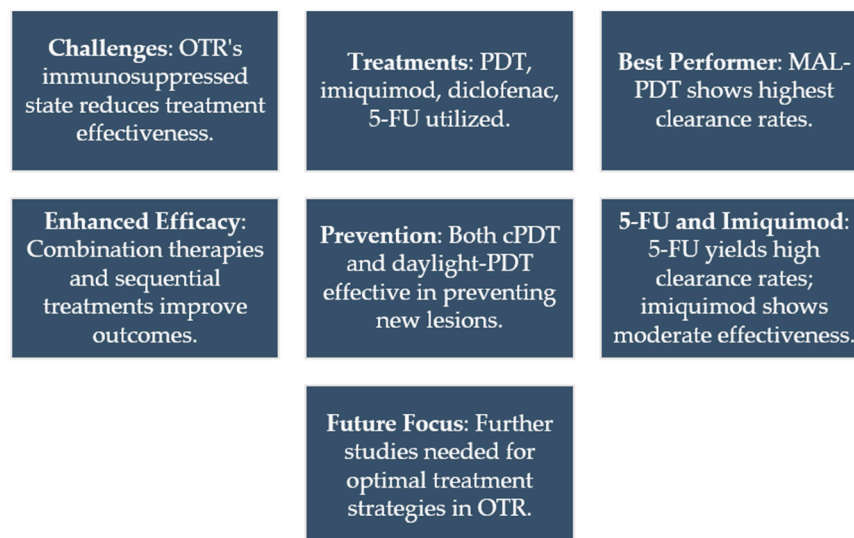 Challenges: OTR's
immunosuppressed
state reduces treatment
effectiveness.
Treatments: PDT,
imiquimod, diclofenac,
5-FU utilized.
Best Performer: MAL-
PDT shows highest
clearance rates.
Enhanced Efficacy:
Combination therapies
and sequential
treatments improve
outcomes.
Prevention: Both cPDT
and daylight-PDT
effective in preventing
new lesions.
5-FU and Imiquimod:
5-FU yields high
clearance rates;
imiquimod shows
moderate effectiveness.
Future Focus: Further
studies needed for
optimal treatment
strategies in OTR.